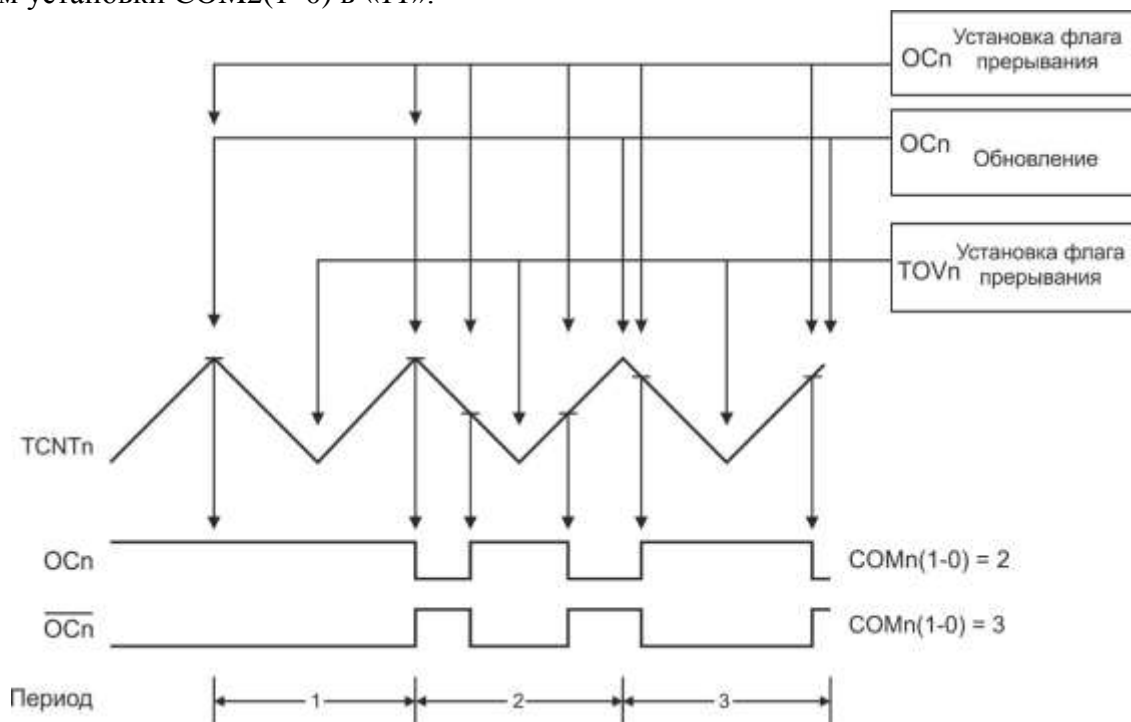 м установки COM2(1-0) в «11».
OCn Установка флага
прерывания
OCn Обновление
TOVn Установка флага
прерывания
TCNTn
OCn
COMn(1-0) = 2
OCn
COMn(1-0) = 3
Период
1
2
3